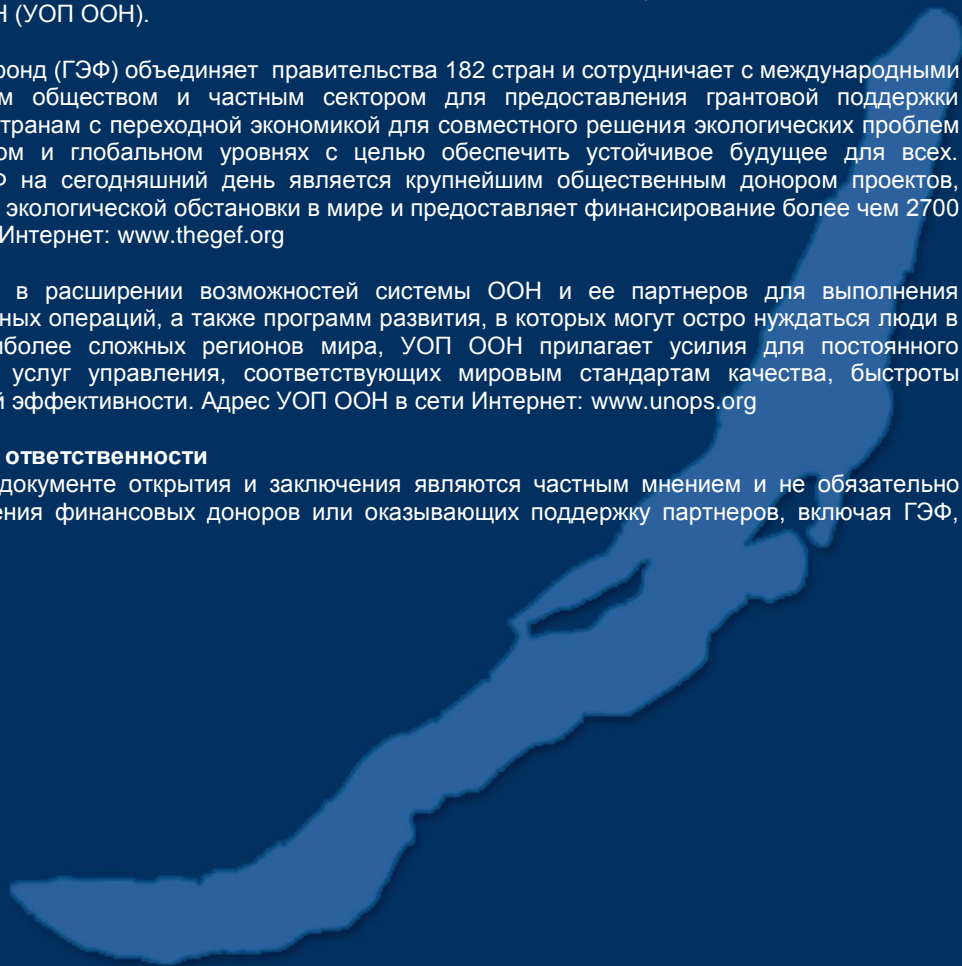 Н (УОП ООН).
онд (ГЭФ) объединяет правительства 182 стран и сотрудничает с международными
м обществом и частным сектором для предоставления грантовой поддержки
транам с переходной экономикой для совместного решения экологических проблем
ом и глобальном уровнях с целью обеспечить устойчивое будущее для всех.
Ф на сегодняшний день является крупнейшим общественным донором проектов,
экологической обстановки в мире и предоставляет финансирование более чем 2700
Интернет: www.thegef.org
в расширении возможностей системы ООН и ее партнеров для выполнения
ных операций, а также программ развития, в которых могут остро нуждаться люди в
иболее сложных регионов мира, УОП ООН прилагает усилия для постоянного
услуг управления, соответствующих мировым стандартам качества, быстроты
й эффективности. Адрес УОП ООН в сети Интернет: www.unops.org
ответственности
документе открытия и заключения являются частным мнением и не обязательно
ения финансовых доноров или оказывающих поддержку партнеров, включая ГЭФ,